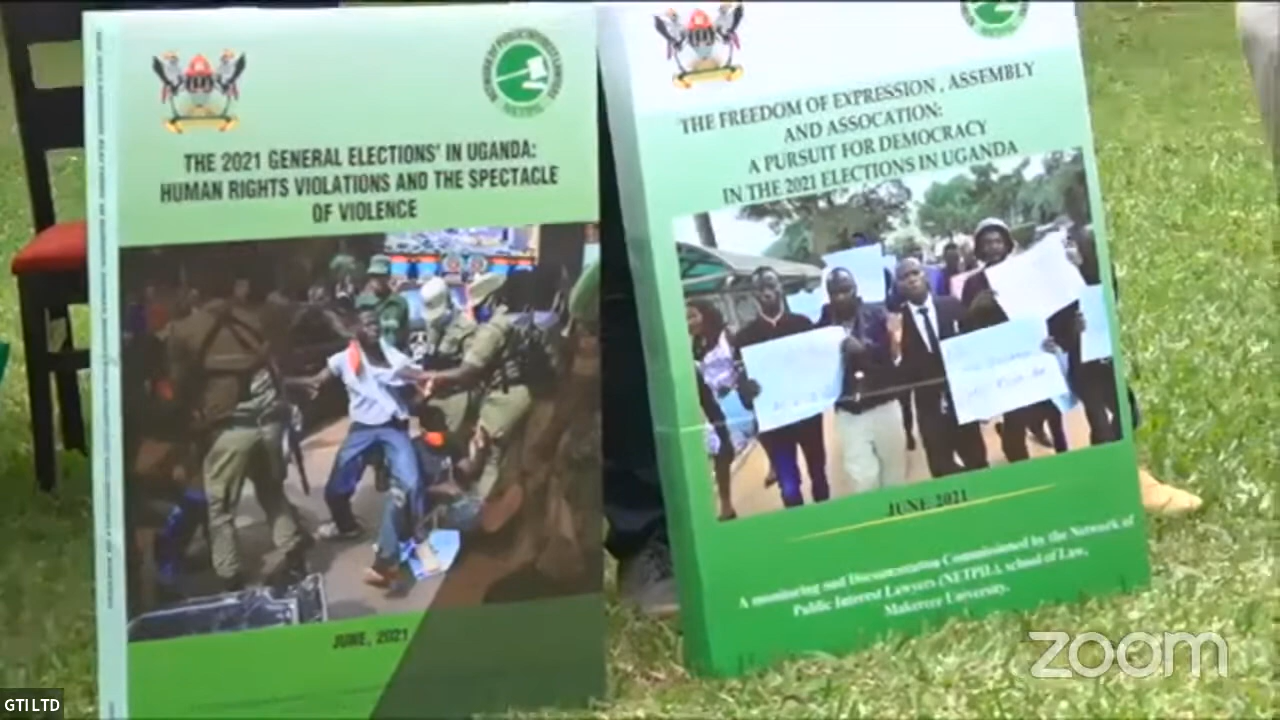 THE 2021 GENERAL ELECTIONS' IN UGANDA:
HUMAN RIGHTS VIOLATIONS AND THE SPECTACLE
OF VIOLENCE
JUNE, 2021
THE FREEDOM OF EXPRESSION , ASSEMBLY
AND ASSOCATION:
A PURSUIT FOR DEMOCRACY
IN THE 2021 ELECTIONS IN UGANDA
JUNE 2021
A monitoring and Documentation Commissioned by the Network of
Public Interest Lawyers (NETPIL), school of Law,
Makerere University.
zoom
GTI LTD